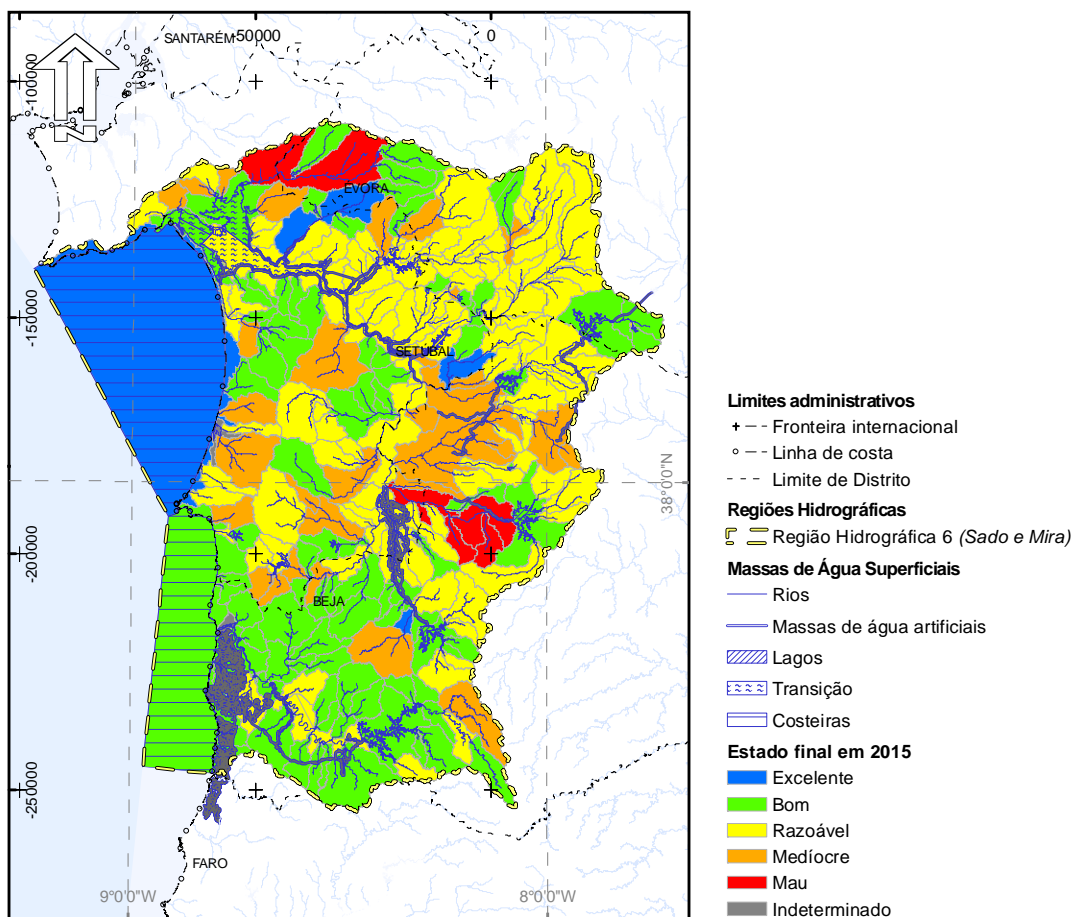 SANTARÉM
-50000
0
-100000
N
ÉVORA
-150000
SETÚBAL
38°0'0"N
-200000
BEJA
-250000
FARO
9°0'0"W
8°0'0"W
Limites administrativos
Fronteira internacional
Linha de costa
Limite de Distrito
Regiões Hidrográficas
Região Hidrográfica 6 (Sado e Mira)
Massas de Água Superficiais
Rios
Massas de água artificiais
Lagos
Transição
Costeiras
Estado final em 2015
Excelente
Bom
Razoável
Medíocre
Mau
Indeterminado